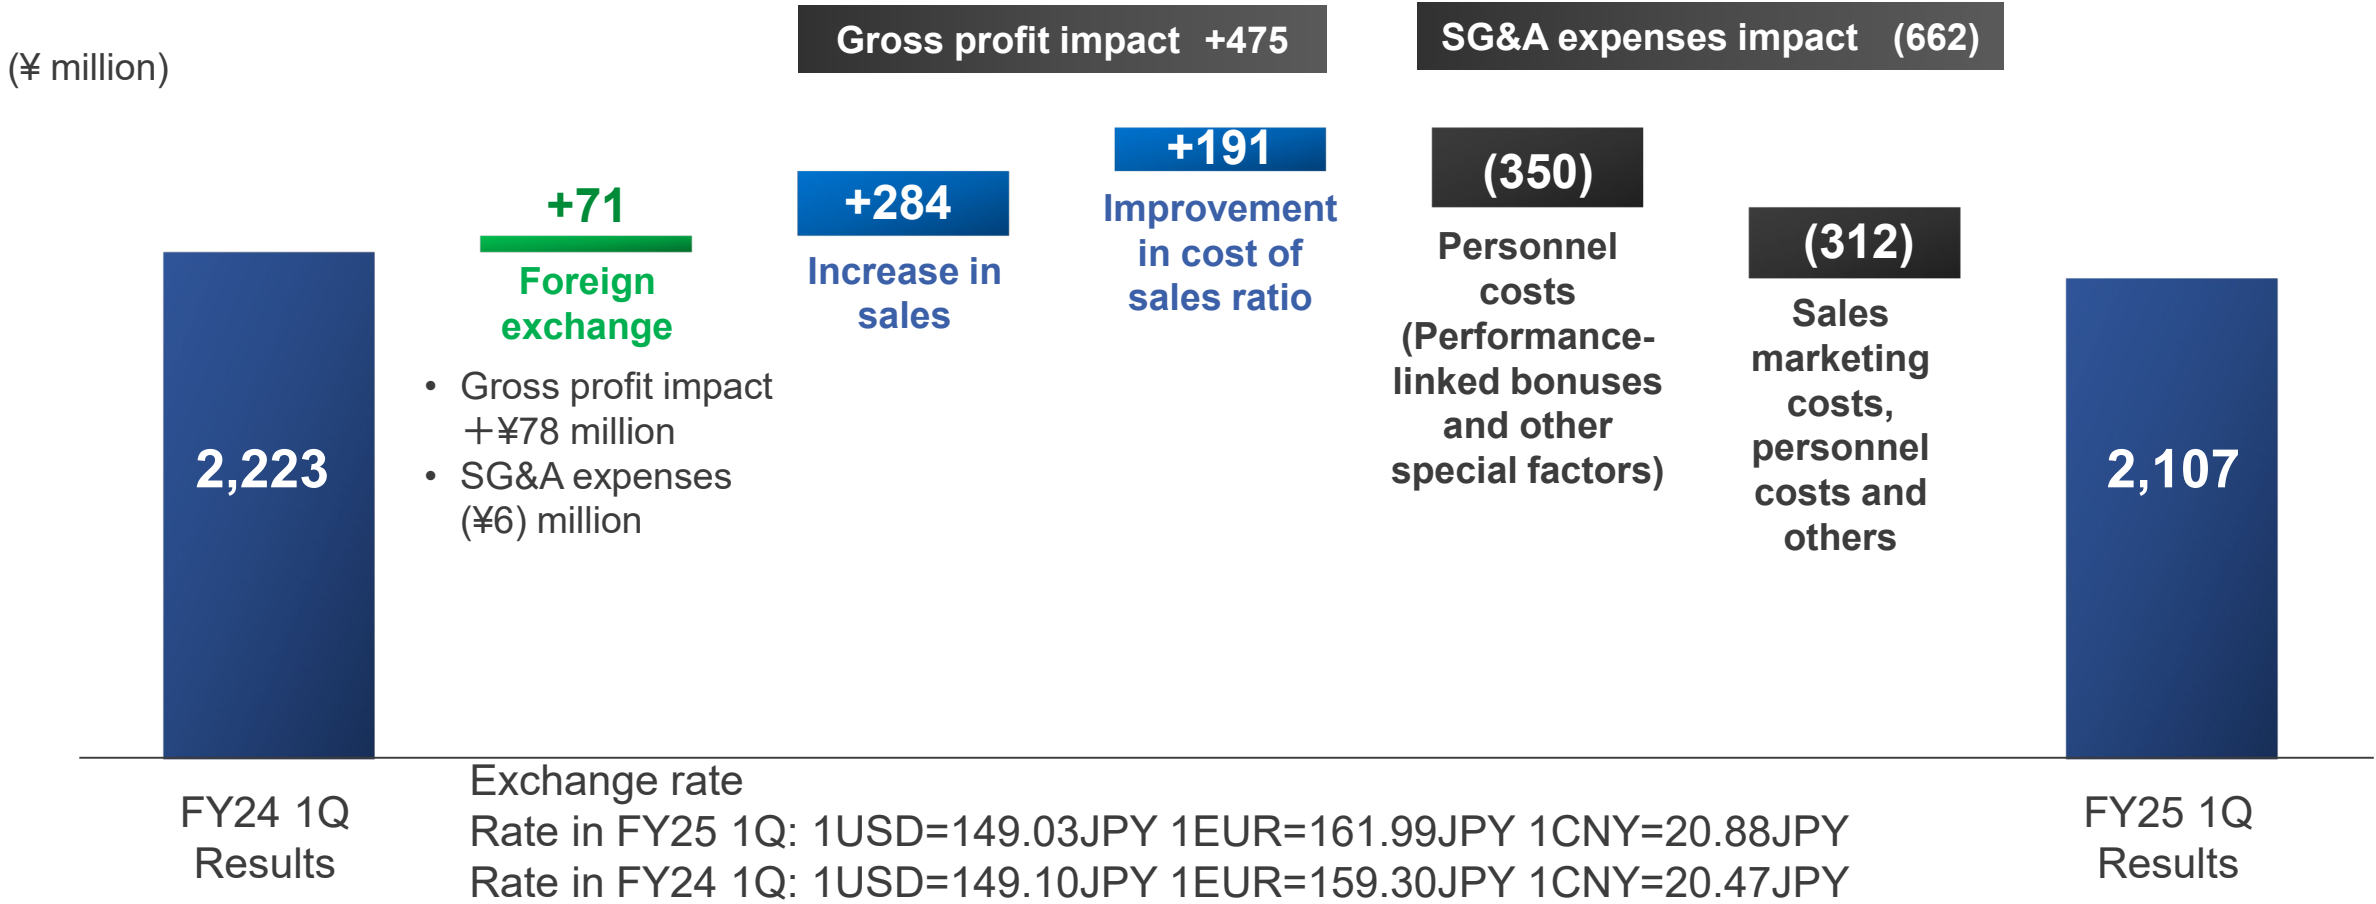 (¥ million)
Gross profit impact +475
SG&A expenses impact (662)
2,223
+71
Foreign
exchange
• Gross profit impact
＋¥78 million
• SG&A expenses
(¥6) million
+284
Increase in
sales
+191
Improvement
in cost of
sales ratio
(350)
Personnel
costs
(Performance-
linked bonuses
and other
special factors)
(312)
Sales
marketing
costs,
personnel
costs and
others
2,107
FY24 1Q
Results
Exchange rate
Rate in FY25 1Q: 1USD=149.03JPY 1EUR=161.99JPY 1CNY=20.88JPY
Rate in FY24 1Q: 1USD=149.10JPY 1EUR=159.30JPY 1CNY=20.47JPY
FY25 1Q
Results